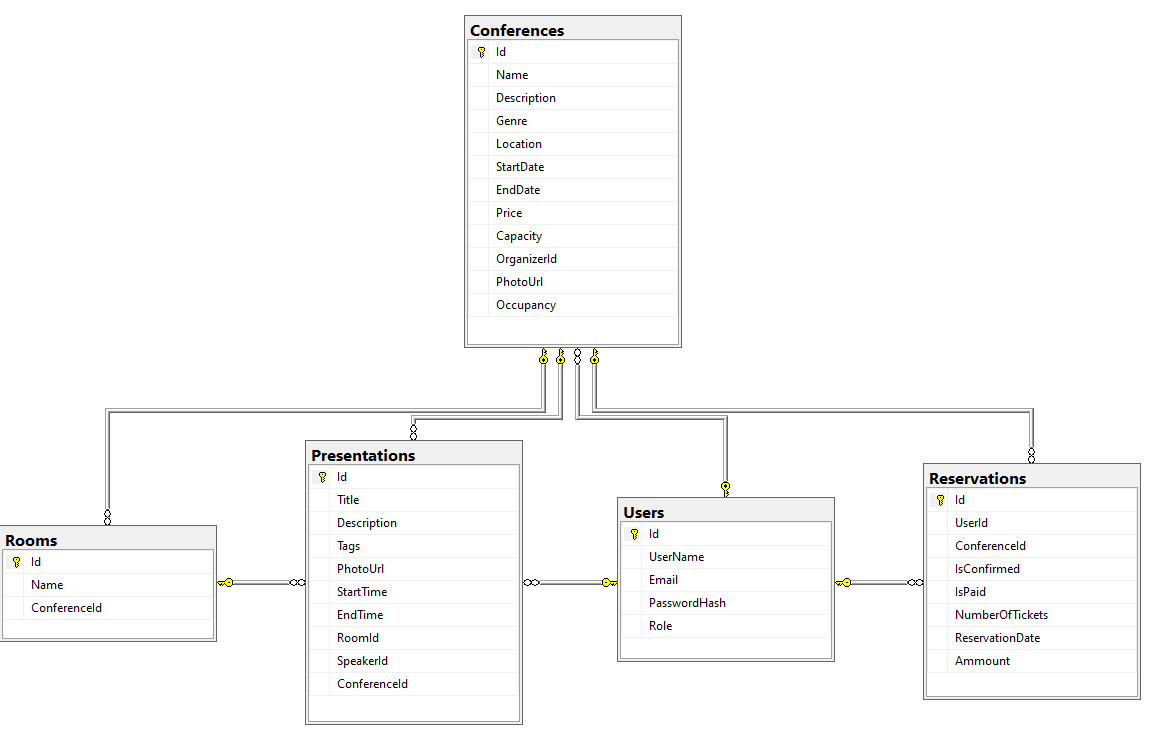 Conferences
Id
Name
Description
Genre
Location
StartDate
EndDate
Price
Capacity
OrganizerId
PhotoUrl
Occupancy
Rooms
Id
Name
ConferenceId
Presentations
Id
Title
Description
Tags
PhotoUrl
StartTime
EndTime
RoomId
SpeakerId
ConferenceId
Users
Id
UserName
Email
PasswordHash
Role
Reservations
Id
UserId
ConferenceId
IsConfirmed
IsPaid
NumberOfTickets
ReservationDate
Ammount